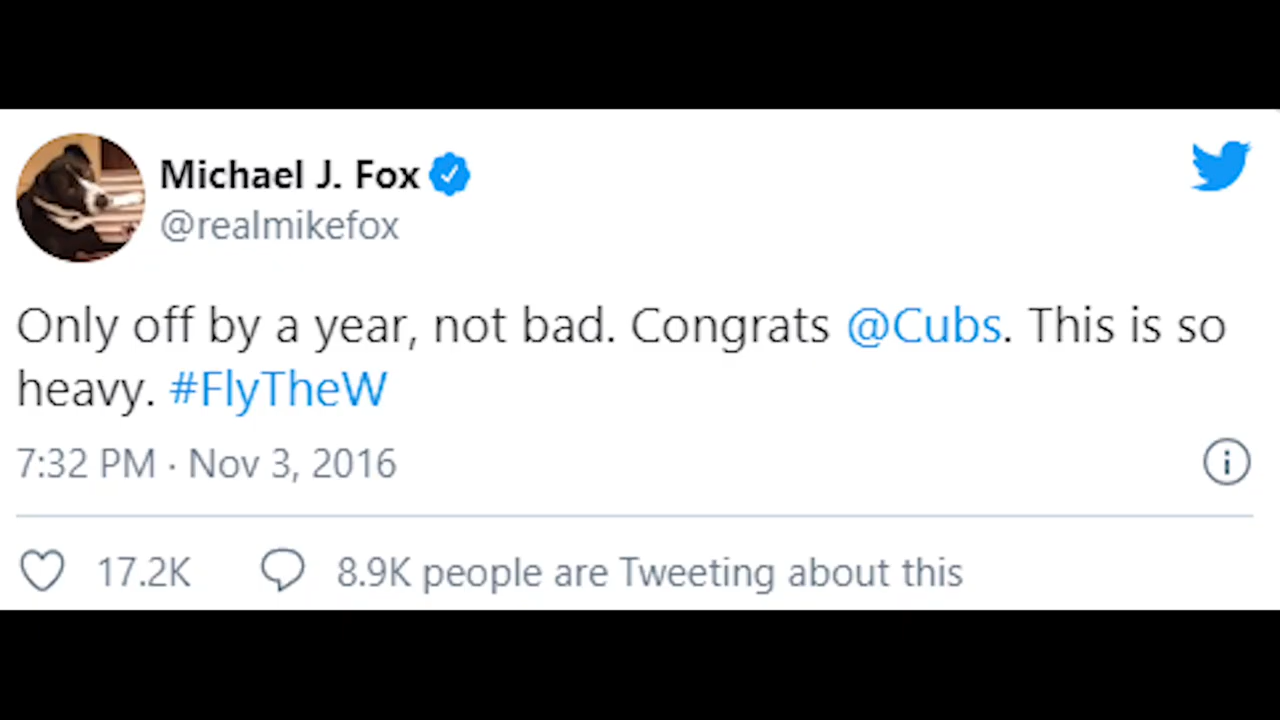 Michael J. Fox
@realmikefox
Only off by a year, not bad. Congrats @Cubs. This is so
heavy. #FlyTheW
7:32 PM · Nov 3, 2016
17.2K 8.9K people are Tweeting about this